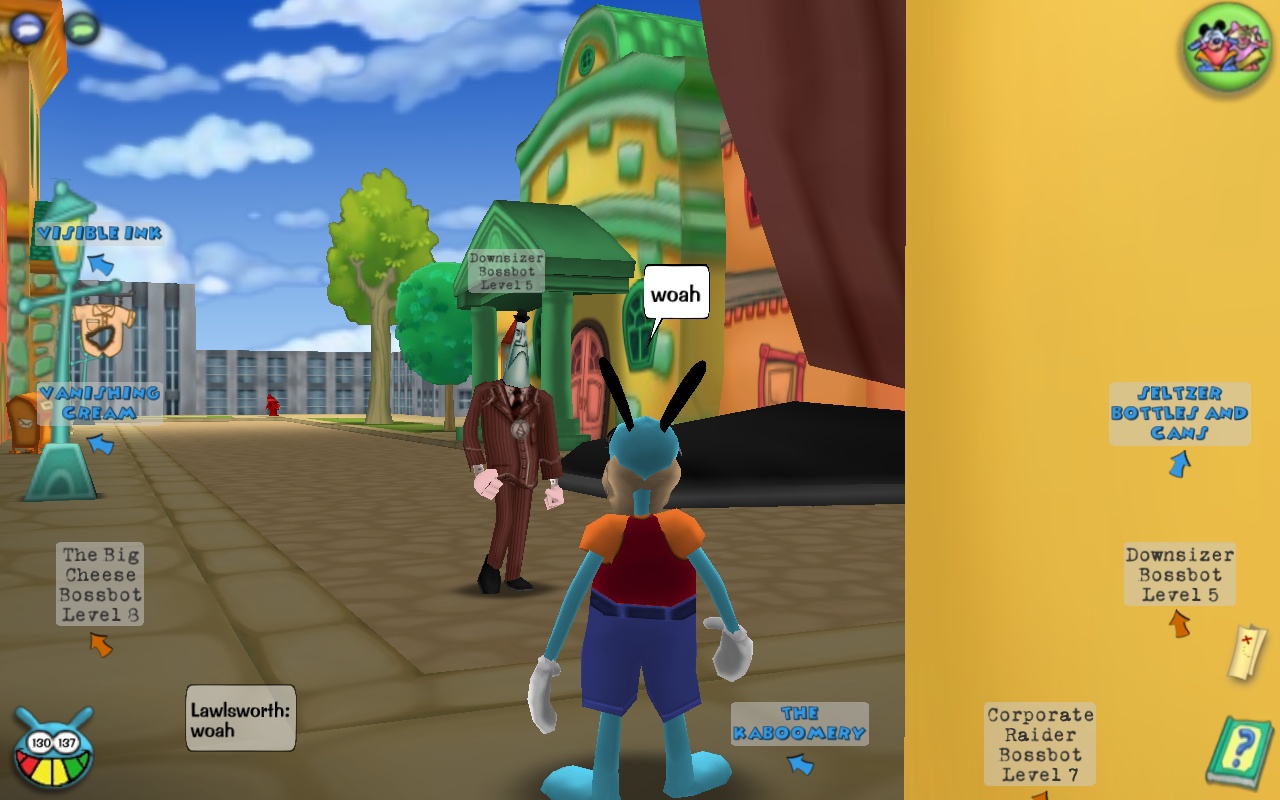 VISIBLE INK
Downsizer
Bossbot
Level 5
woah
VANISHING
CREAM
SELTZER
BOTTLES AND
CANS
The Big
Cheese
Bossbot
Level 8
Downsizer
Bossbot
Level 5
Lawlsworth:
woah
THE
KABOOMERY
Corporate
Raider
Bossbot
Level 7
130 137
?